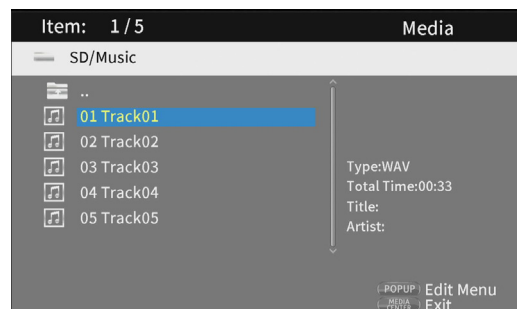 Item: 1/5 Media
SD/Music
..
01 Track01
02 Track02
03 Track03
04 Track04
05 Track05
Type:WAV
Total Time:00:33
Title:
Artist:
POPUP Edit Menu
MEDIA CENTER Exit